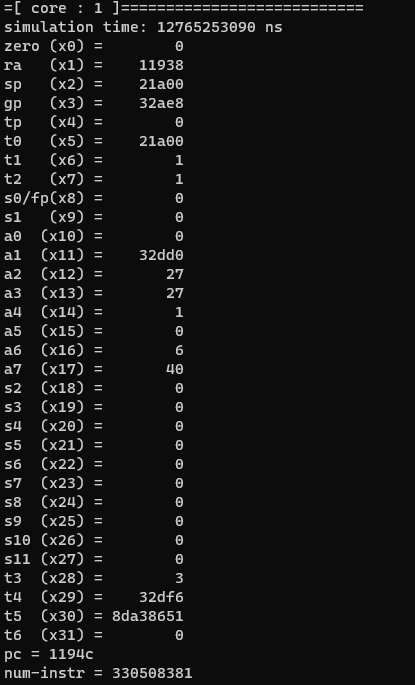 =[ core : 1 ]===========================
simulation time: 12765253090 ns
zero (x0) =        0
ra   (x1) =    11938
sp   (x2) =    21a00
gp   (x3) =    32ae8
tp   (x4) =        0
t0   (x5) =    21a00
t1   (x6) =        1
t2   (x7) =        1
s0/fp(x8) =        0
s1   (x9) =        0
a0  (x10) =        0
a1  (x11) =    32dd0
a2  (x12) =       27
a3  (x13) =       27
a4  (x14) =        1
a5  (x15) =        0
a6  (x16) =        6
a7  (x17) =       40
s2  (x18) =        0
s3  (x19) =        0
s4  (x20) =        0
s5  (x21) =        0
s6  (x22) =        0
s7  (x23) =        0
s8  (x24) =        0
s9  (x25) =        0
s10 (x26) =        0
s11 (x27) =        0
t3  (x28) =        3
t4  (x29) =    32df6
t5  (x30) = 8da38651
t6  (x31) =        0
pc = 1194c
num-instr = 330508381